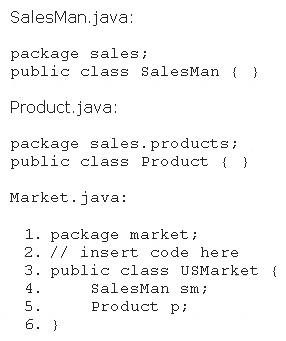 SalesMan.java:
package sales;
public class SalesMan { }
Product.java:
package sales.products;
public class Product { }
Market.java:
1. package market;
2. // insert code here
3. public class USMarket {
4.     SalesMan sm;
5.     Product p;
6. }